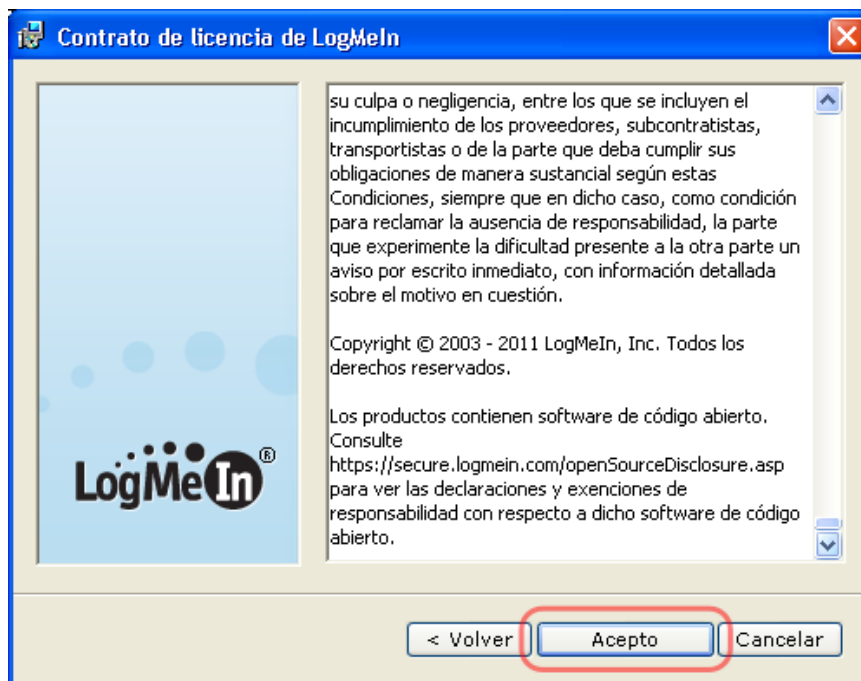 Contrato de licencia de LogMeIn
su culpa o negligencia, entre los que se incluyen el
incumplimiento de los proveedores, subcontratistas,
transportistas o de la parte que deba cumplir sus
obligaciones de manera sustancial según estas
Condiciones, siempre que en dicho caso, como condición
para reclamar la ausencia de responsabilidad, la parte
que experimente la dificultad presente a la otra parte un
aviso por escrito inmediato, con información detallada
sobre el motivo en cuestión.
Copyright © 2003 - 2011 LogMeIn, Inc. Todos los
derechos reservados.
Los productos contienen software de código abierto.
Consulte
https://secure.logmein.com/openSourceDisclosure.asp
para ver las declaraciones y exenciones de
responsabilidad con respecto a dicho software de código
abierto.
LogMeIn®
< Volver
Acepto
Cancelar